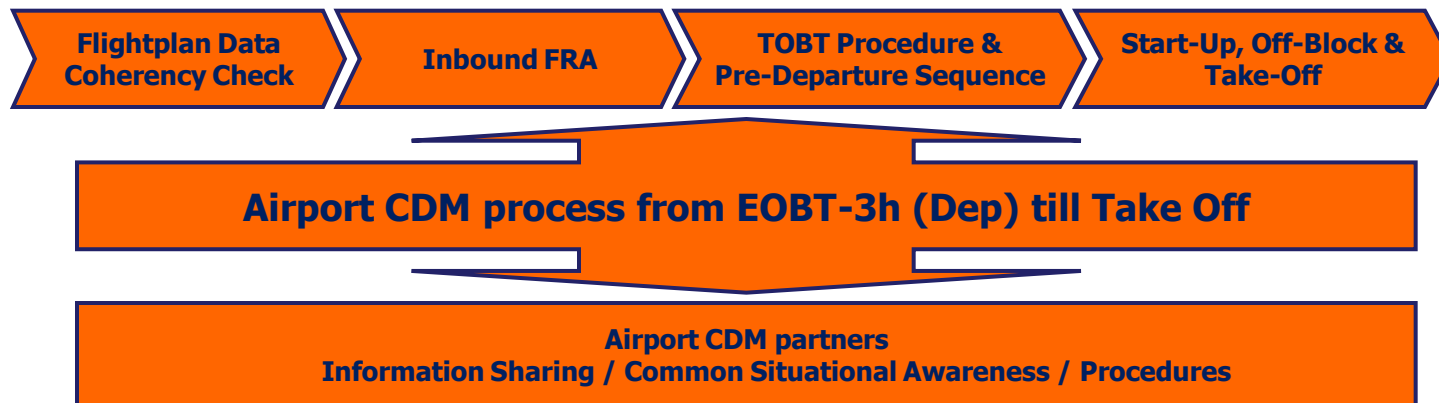 Flightplan Data
Coherency Check
Inbound FRA
TOBT Procedure &
Pre-Departure Sequence
Start-Up, Off-Block &
Take-Off
Airport CDM process from EOBT-3h (Dep) till Take Off
Airport CDM partners
Information Sharing / Common Situational Awareness / Procedures